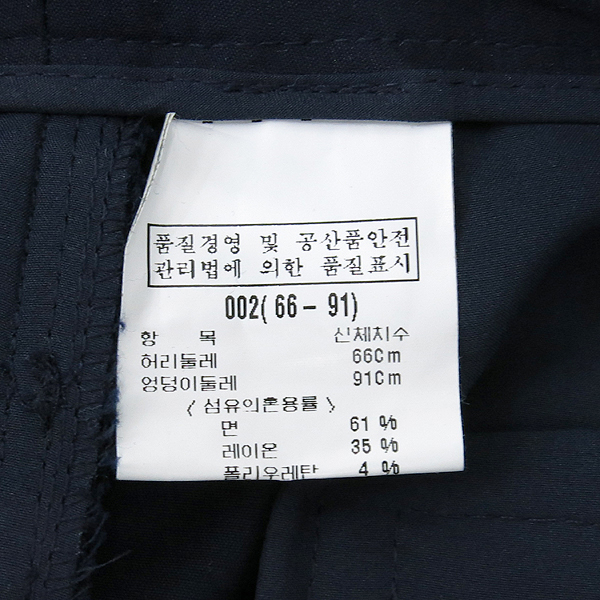 품질경영 및 공산품안전
관리법에 의한 품질표시
002( 66 - 91)
항 목 신체치수
허리둘레 66Cm
엉덩이둘레 91Cm
〈 섬유의혼용률 〉
면 61 %
레이온 35 %
폴리우레탄 4 %